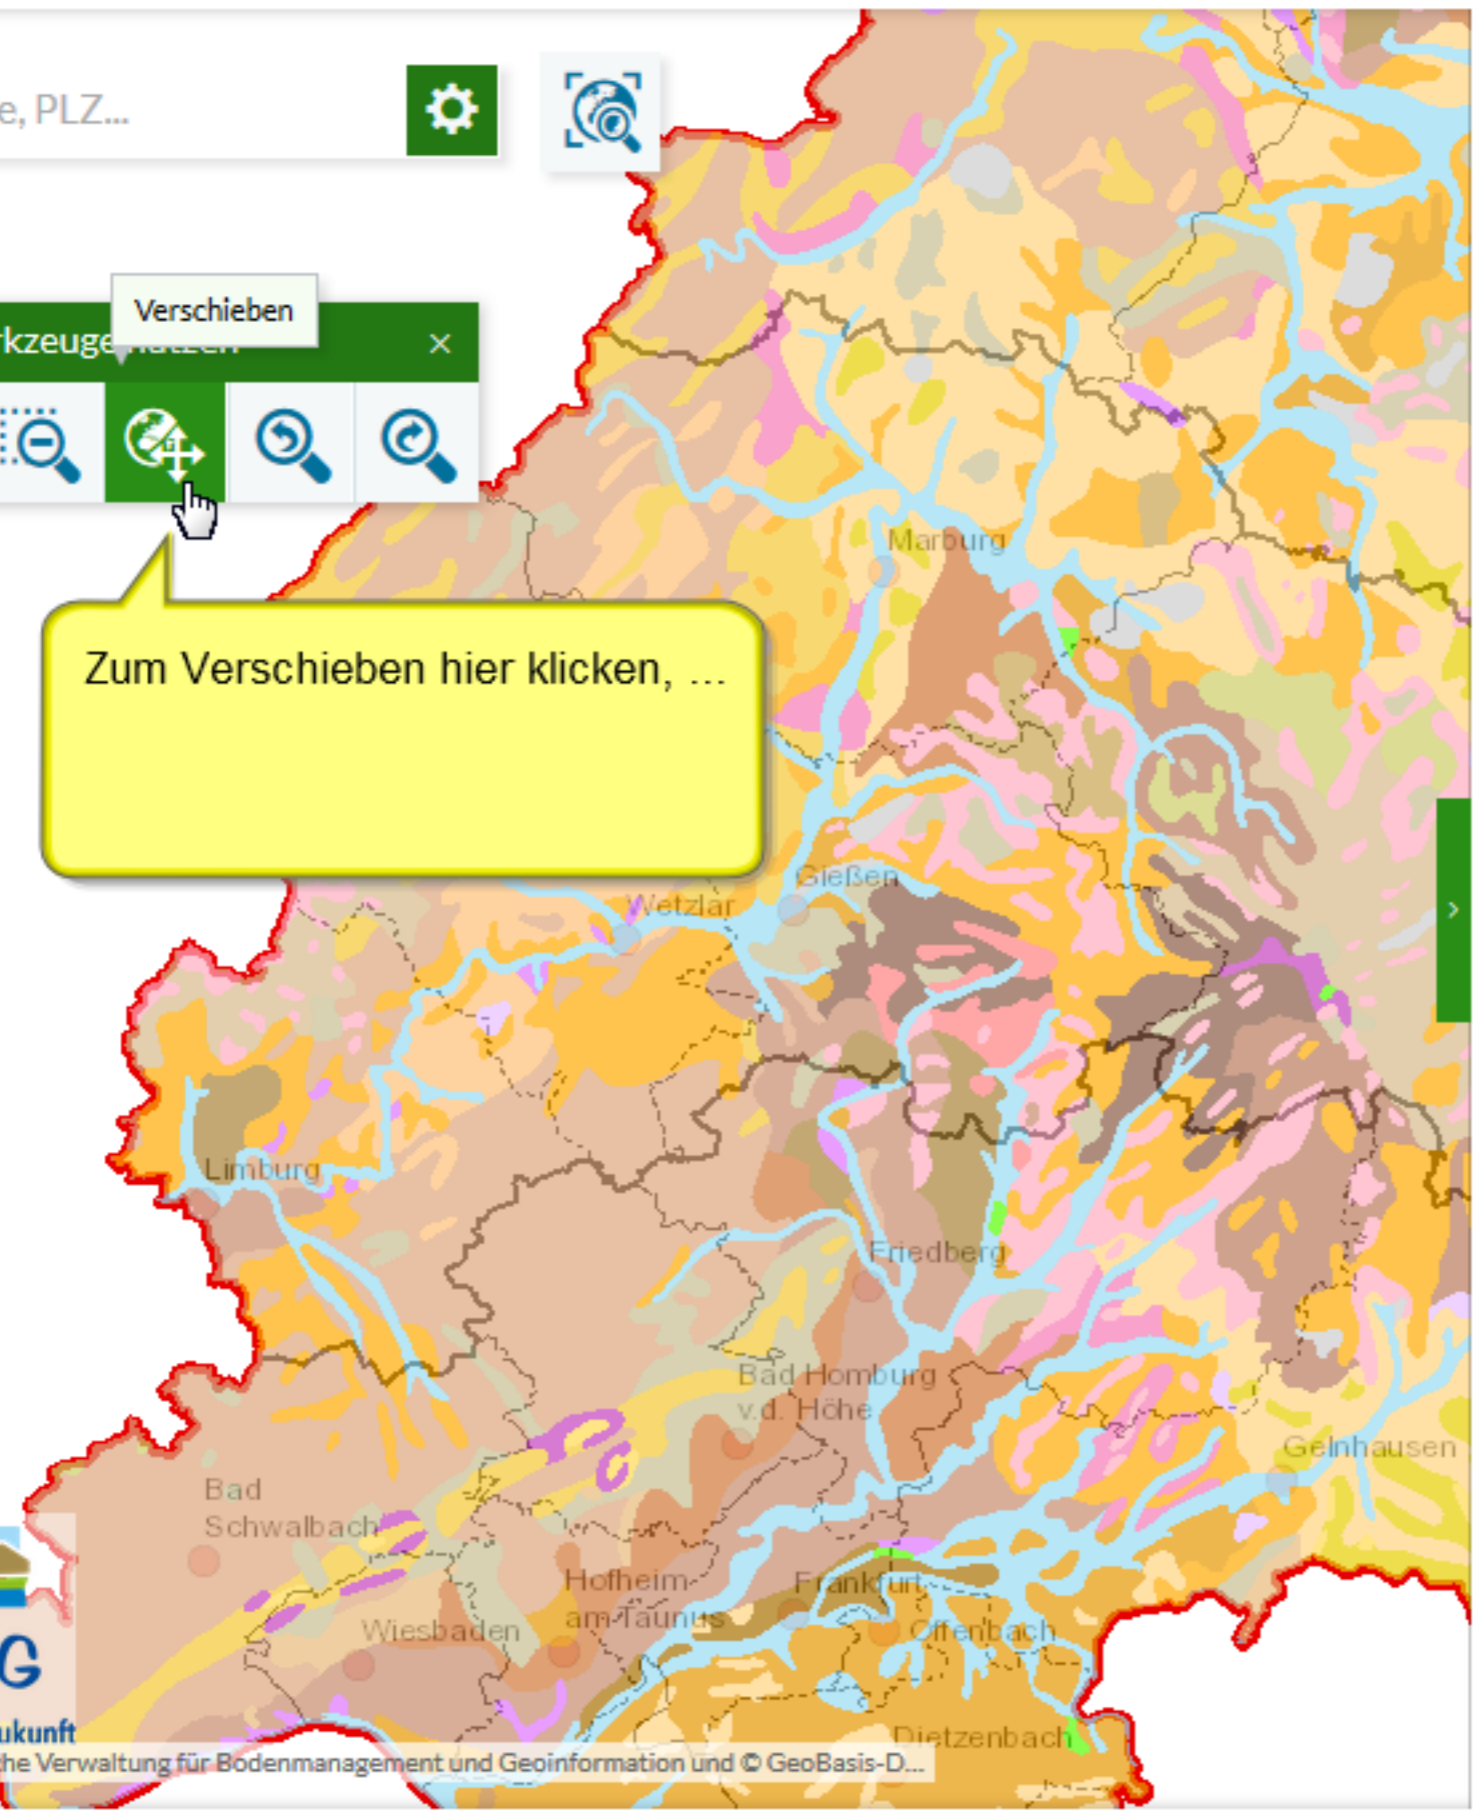 e, PLZ...
Verschieben
rkzeuge nutzen
×
Zum Verschieben hier klicken, ...
Marburg
Gießen
Wetzlar
Limburg
Friedberg
Bad Homburg
v.d. Höhe
Gelnhausen
Bad
Schwalbach
Hofheim
am Taunus
Frankfurt
Wiesbaden
Offenbach
G
ukunft
Dietzenbach
he Verwaltung für Bodenmanagement und Geoinformation und © GeoBasis-D...